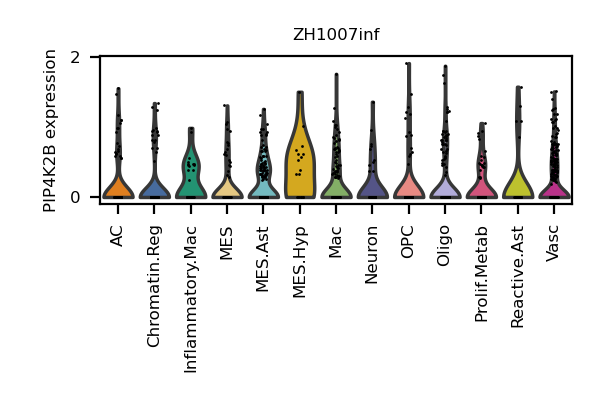 ZH1007inf
PIP4K2B expression
2
0
AC
Chromatin.Reg
Inflammatory.Mac
MES
MES.Ast
MES.Hyp
Mac
Neuron
OPC
Oligo
Prolif.Metab
Reactive.Ast
Vasc